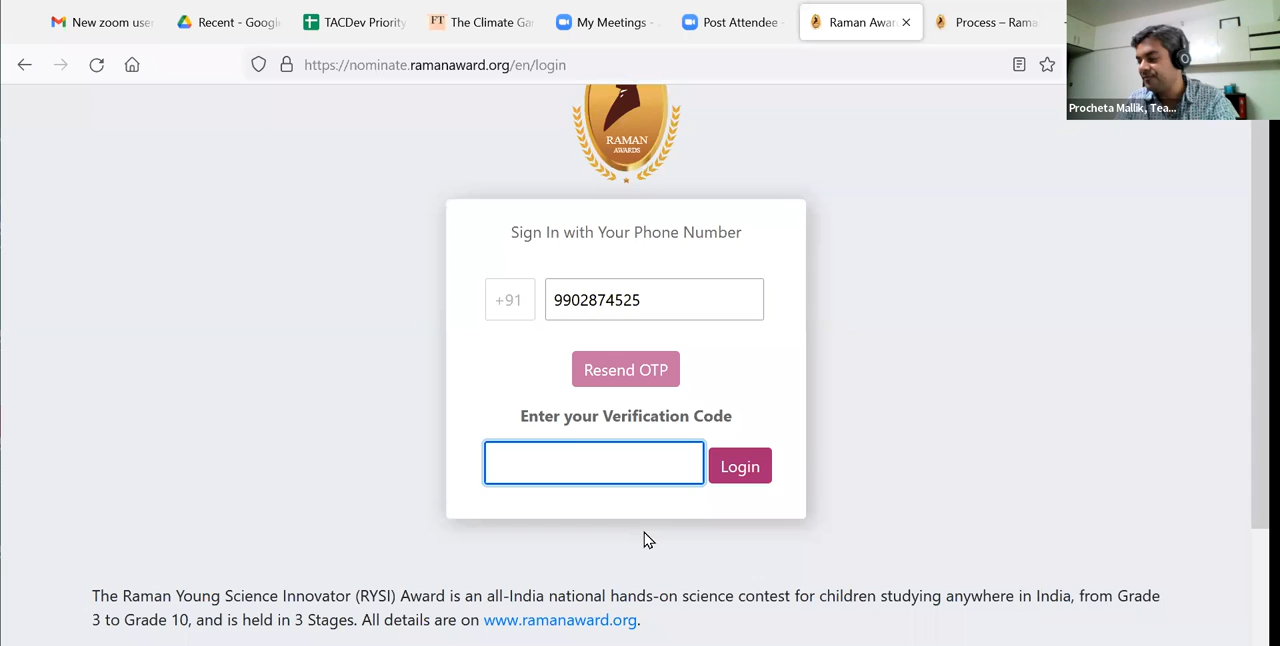 New zoom use
Recent - Googl
TACDev Priority
FT
The Climate Ga
My Meetings -
Post Attendee -
Raman Awar
Process – Rama
https://nominate.ramanaward.org/en/login
Procheta Mallik, Tea...
RAMAN
AWARDS
Sign In with Your Phone Number
+91
9902874525
Resend OTP
Enter your Verification Code
Login
The Raman Young Science Innovator (RYSI) Award is an all-India national hands-on science contest for children studying anywhere in India, from Grade
3 to Grade 10, and is held in 3 Stages. All details are on www.ramanaward.org.